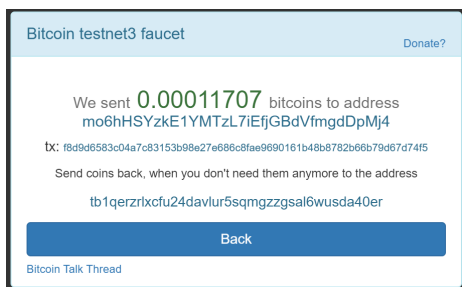 Bitcoin testnet3 faucet
Donate?
We sent 0.00011707 bitcoins to address
mo6hHSYzkE1YMTzL7iEfjGBdVfmgdDpMj4
tx: f8d9d6583c04a7c83153b98e27e686c8fae9690161b48b8782b66b79d67d74f5
Send coins back, when you don't need them anymore to the address
tb1qerzrlxcfu24davlur5sqmgzzgsal6wusda40er
Back
Bitcoin Talk Thread